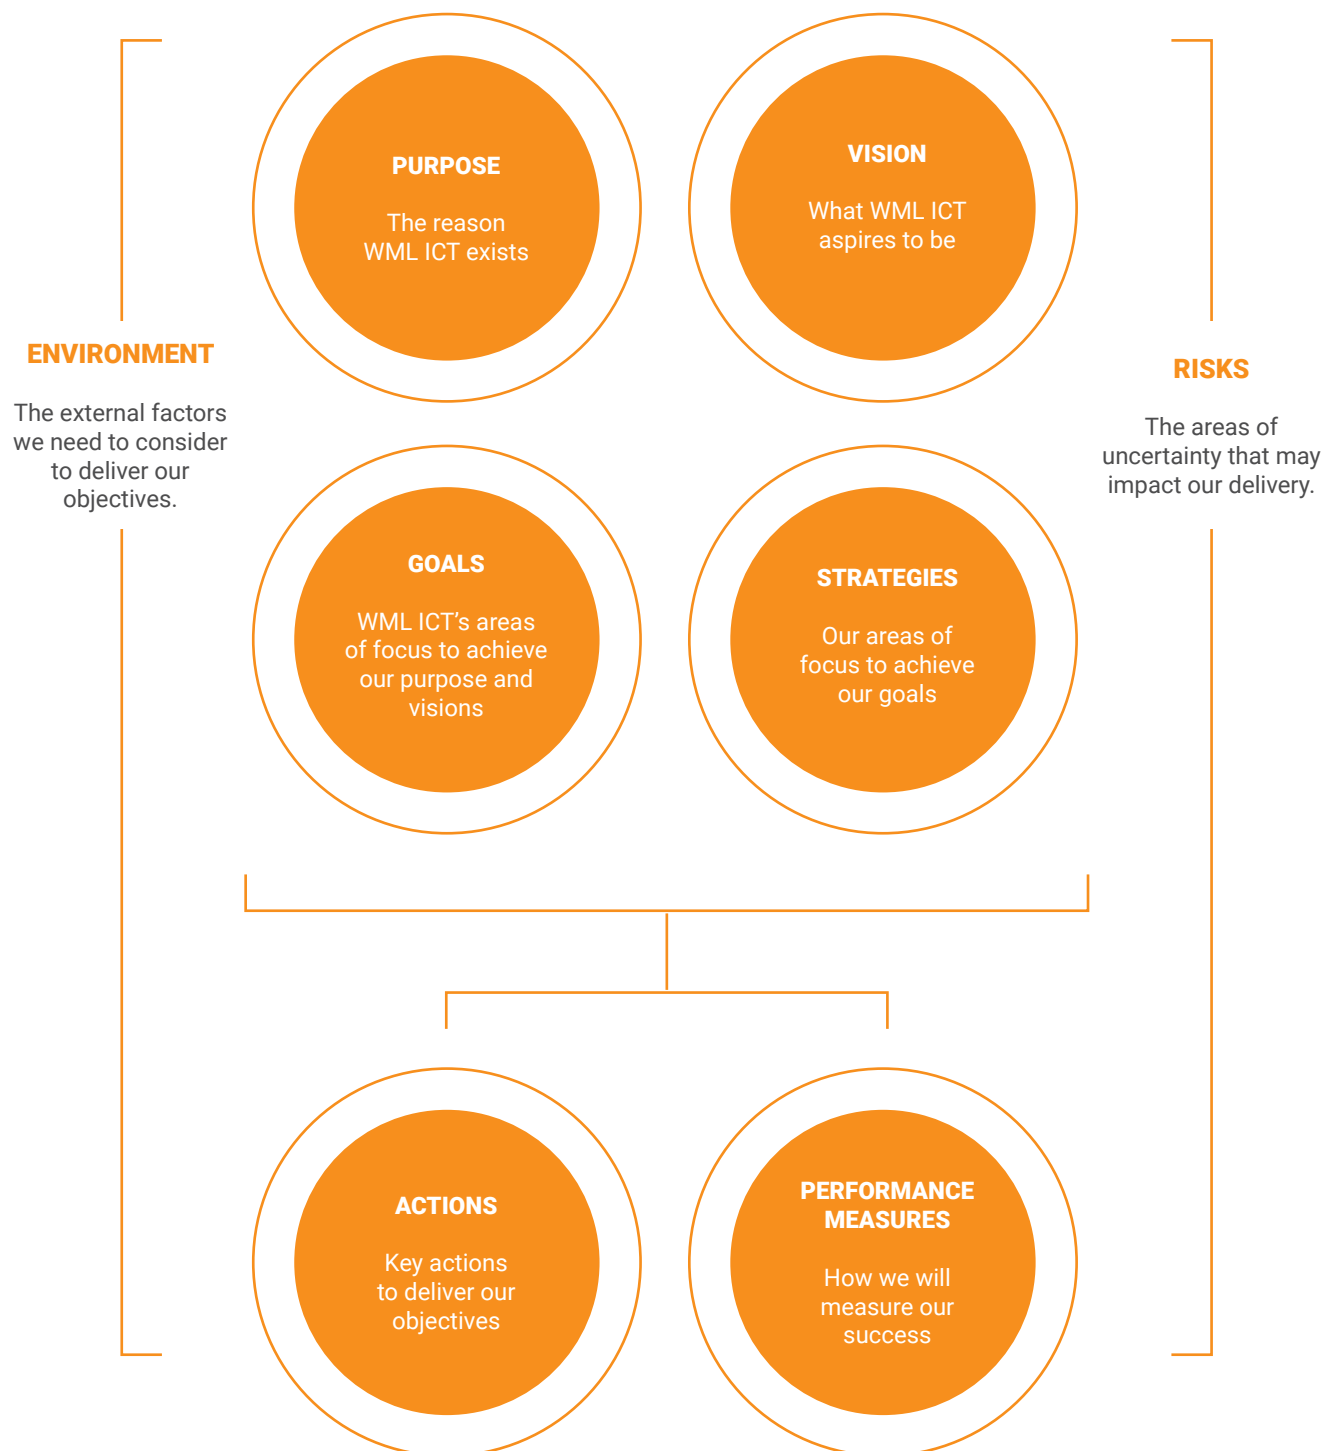 PURPOSE
The reason
WML ICT exists
VISION
What WML ICT
aspires to be
ENVIRONMENT
The external factors
we need to consider
to deliver our
objectives.
RISKS
The areas of
uncertainty that may
impact our delivery.
GOALS
WML ICT’s areas
of focus to achieve
our purpose and
visions
STRATEGIES
Our areas of
focus to achieve
our goals
ACTIONS
Key actions
to deliver our
objectives
PERFORMANCE
MEASURES
How we will
measure our
success